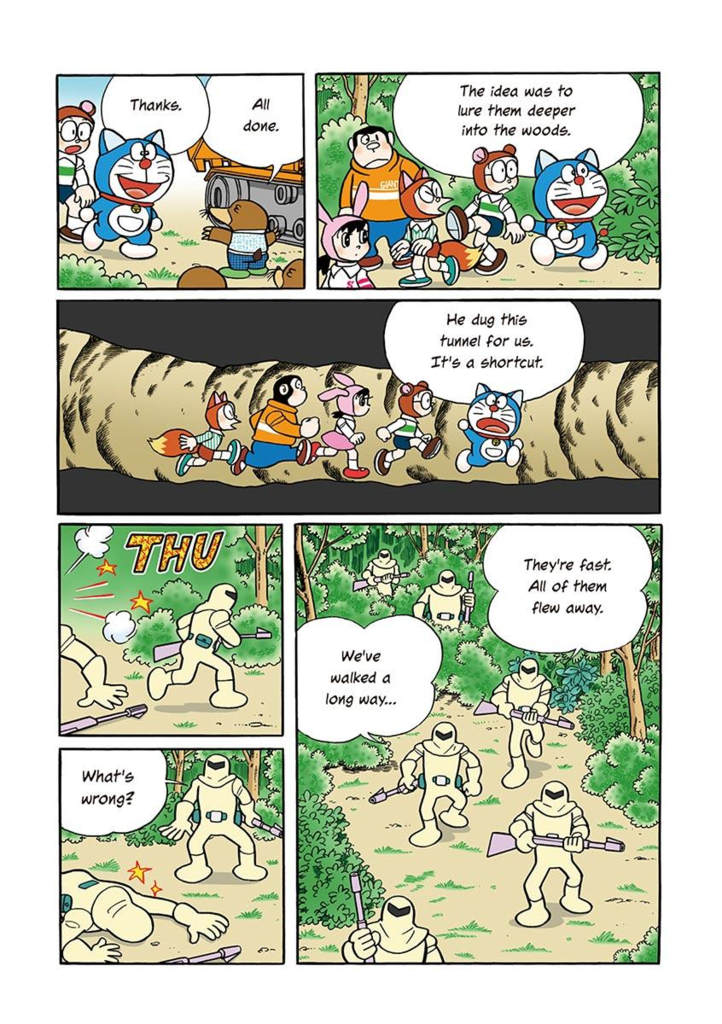 The idea was to
lure them deeper
into the woods.
GIANT
All
done.
Thanks.
He dug this
tunnel for us.
It's a shortcut.
They're fast.
All of them
flew away.
We've
walked a
long way...
THU
What's
wrong?